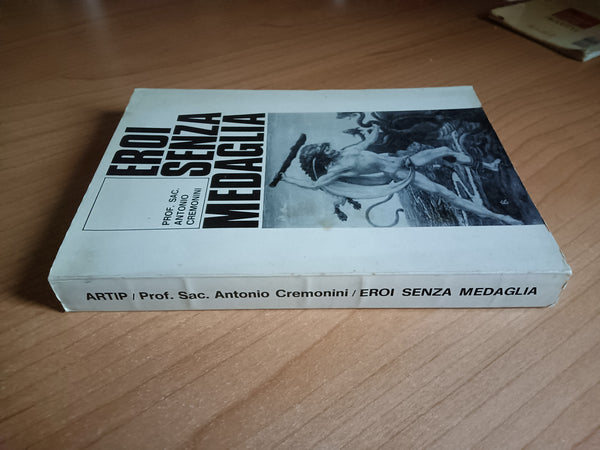 EROI
SENZA
MEDAGLIA
PROF. SAC.
ANTONIO
CREMONINI
ARTIP / Prof. Sac. Antonio Cremonini / EROI SENZA MEDAGLIA